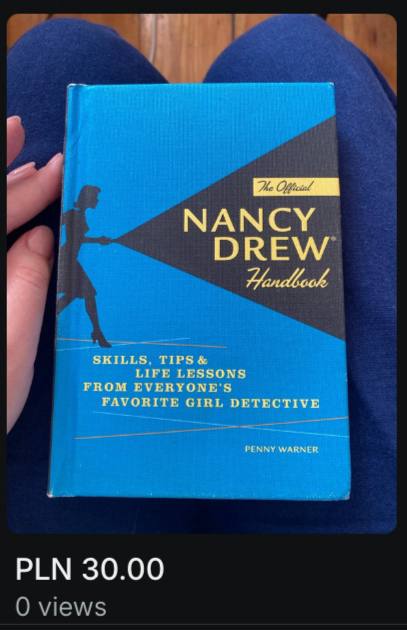 The Official
NANCY
DREW®
Handbook
SKILLS, TIPS &
LIFE LESSONS
FROM EVERYONE'S
FAVORITE GIRL DETECTIVE
PENNY WARNER
PLN 30.00
0 views